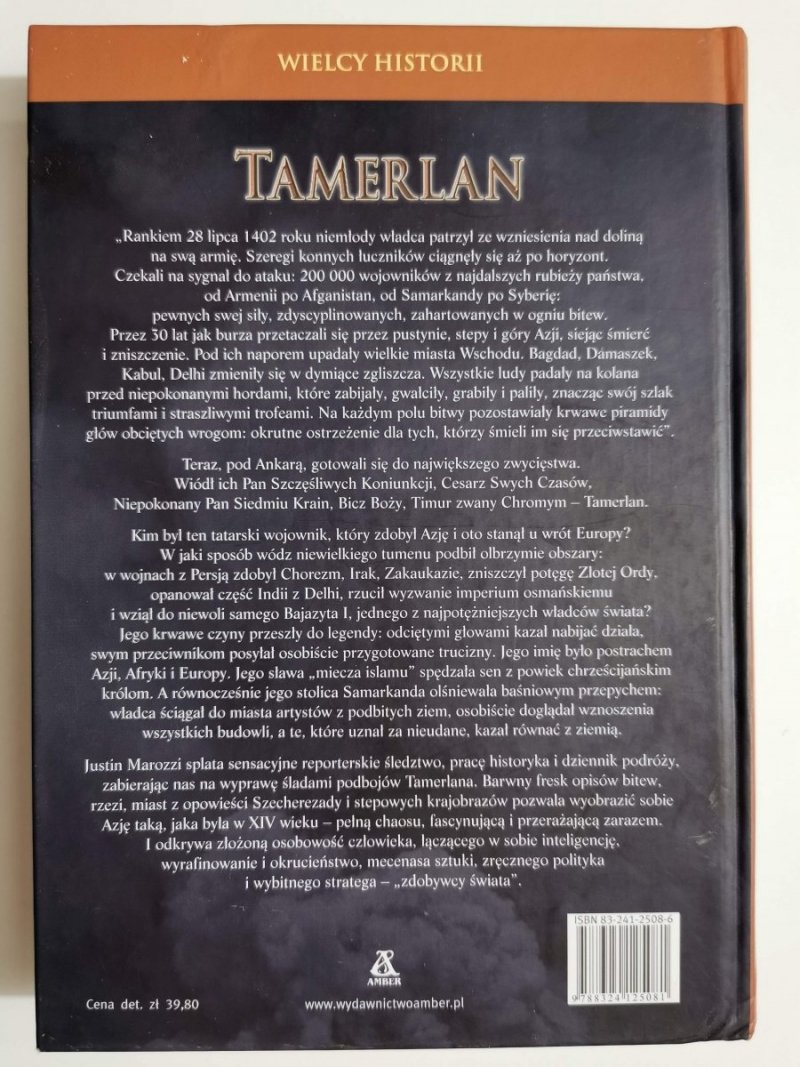 WIELCY HISTORII
TAMERLAN
„Rankiem 28 lipca 1402 roku niemłody władca patrzył ze wzniesienia nad doliną
na swą armię. Szeregi konnych łuczników ciągnęły się aż po horyzont.
Czekali na sygnał do ataku: 200 000 wojowników z najdalszych rubieży państwa,
od Armenii po Afganistan, od Samarkandy po Syberię:
pewnych swej siły, zdyscyplinowanych, zahartowanych w ogniu bitew.
Przez 30 lat jak burza przetaczali się przez pustynie, stepy i góry Azji, siejąc śmierć
i zniszczenie. Pod ich naporem upadały wielkie miasta Wschodu. Bagdad, Damaszek,
Kabul, Delhi zmieniły się w dymiące zgliszcza. Wszystkie ludy padały na kolana
przed niepokonanymi hordami, które zabijały, gwałciły, grabiły i paliły, znacząc swój szlak
triumfami i straszliwymi trofeami. Na każdym polu bitwy pozostawiały krwawe piramidy
głów obciętych wrogom: okrutne ostrzeżenie dla tych, którzy śmieli im się przeciwstawić”.
Teraz, pod Ankarą, gotowali się do największego zwycięstwa.
Wiódł ich Pan Szczęśliwych Koniunkcji, Cesarz Swych Czasów,
Niepokonany Pan Siedmiu Krain, Bicz Boży, Timur zwany Chromym – Tamerlan.
Kim był ten tatarski wojownik, który zdobył Azję i oto stanął u wrót Europy?
W jaki sposób wódz niewielkiego tumenu podbił olbrzymie obszary:
w wojnach z Persją zdobył Chorezm, Irak, Zakaukazie, zniszczył potęgę Złotej Ordy,
opanował część Indii z Delhi, rzucił wyzwanie imperium osmańskiemu
i wziął do niewoli samego Bajazyta I, jednego z najpotężniejszych władców świata?
Jego krwawe czyny przeszły do legendy: odciętymi głowami kazał nabijać działa,
swym przeciwnikom posyłał osobiście przygotowane trucizny. Jego imię było postrachem
Azji, Afryki i Europy. Jego sława „miecza islamu” spędzała sen z powiek chrześcijańskim
królom. A równocześnie jego stolica Samarkanda olśniewała baśniowym przepychem:
władca ściągał do miasta artystów z podbitych ziem, osobiście doglądał wznoszenia
wszystkich budowli, a te, które uznał za nieudane, kazał równać z ziemią.
Justin Marozzi splata sensacyjne reporterskie śledztwo, pracę historyka i dziennik podróży,
zabierając nas na wyprawę śladami podbojów Tamerlana. Barwny fresk opisów bitew,
rzezi, miast z opowieści Szecherezady i stepowych krajobrazów pozwala wyobrazić sobie
Azję taką, jaka była w XIV wieku – pełną chaosu, fascynującą i przerażającą zarazem.
I odkrywa złożoną osobowość człowieka, łączącego w sobie inteligencję,
wyrafinowanie i okrucieństwo, mecenasa sztuki, zręcznego polityka
i wybitnego stratega – „zdobywcy świata”.
ISBN 83-241-2508-6
9788324125081
AMBER
Cena det. zł 39,80
www.wydawnictwoamber.pl